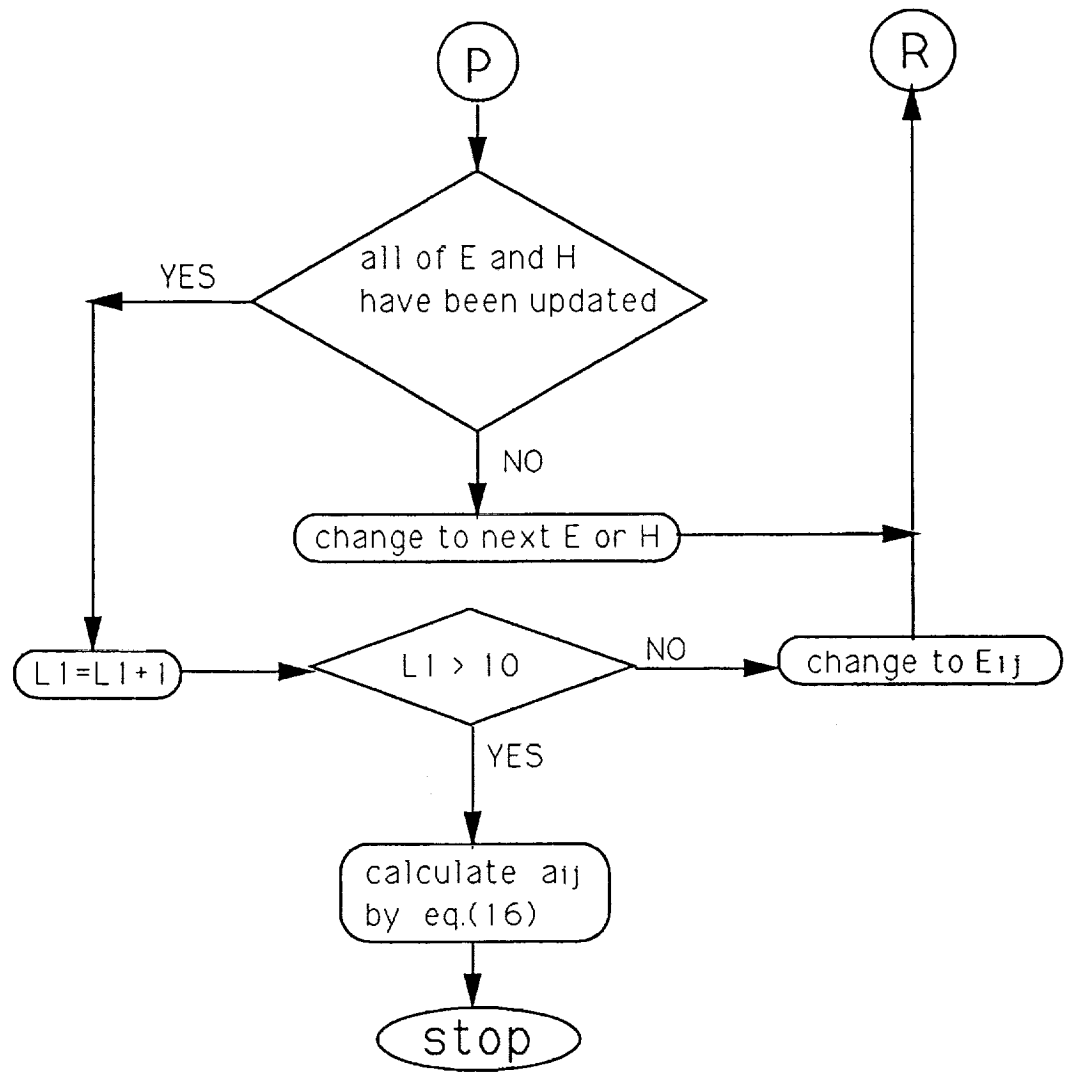 P
R
all of E and H
have been updated
YES
NO
change to next E or H
L1=L1+1
L1 > 10
NO
change to Eij
YES
calculate aij
by eq.(16)
stop